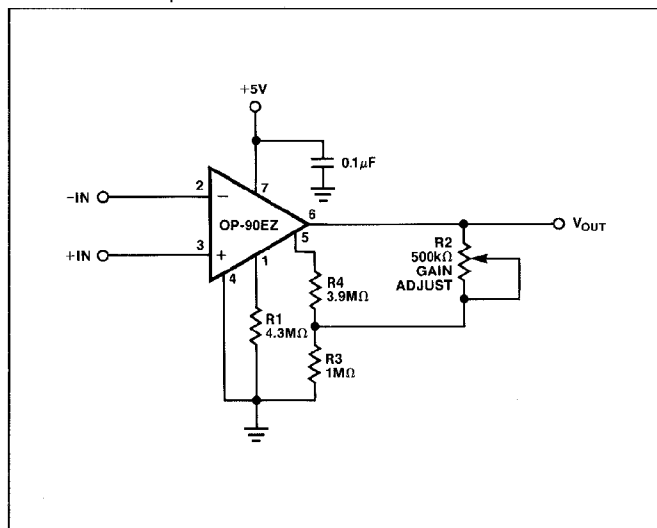 +5V
0.1μF
-IN
2
-
7
OP-90EZ
6
VOUT
5
+IN
3
+
1
4
R2
500kΩ
GAIN
ADJUST
R4
3.9MΩ
R1
4.3MΩ
R3
1MΩ